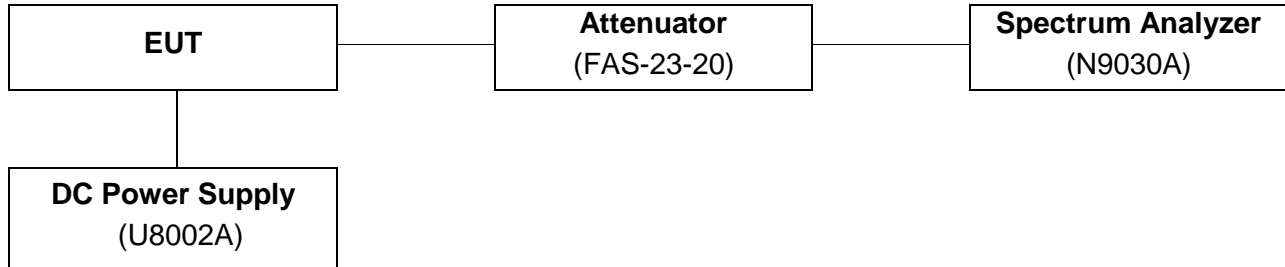 EUT
Attenuator
(FAS-23-20)
Spectrum Analyzer
(N9030A)
DC Power Supply
(U8002A)